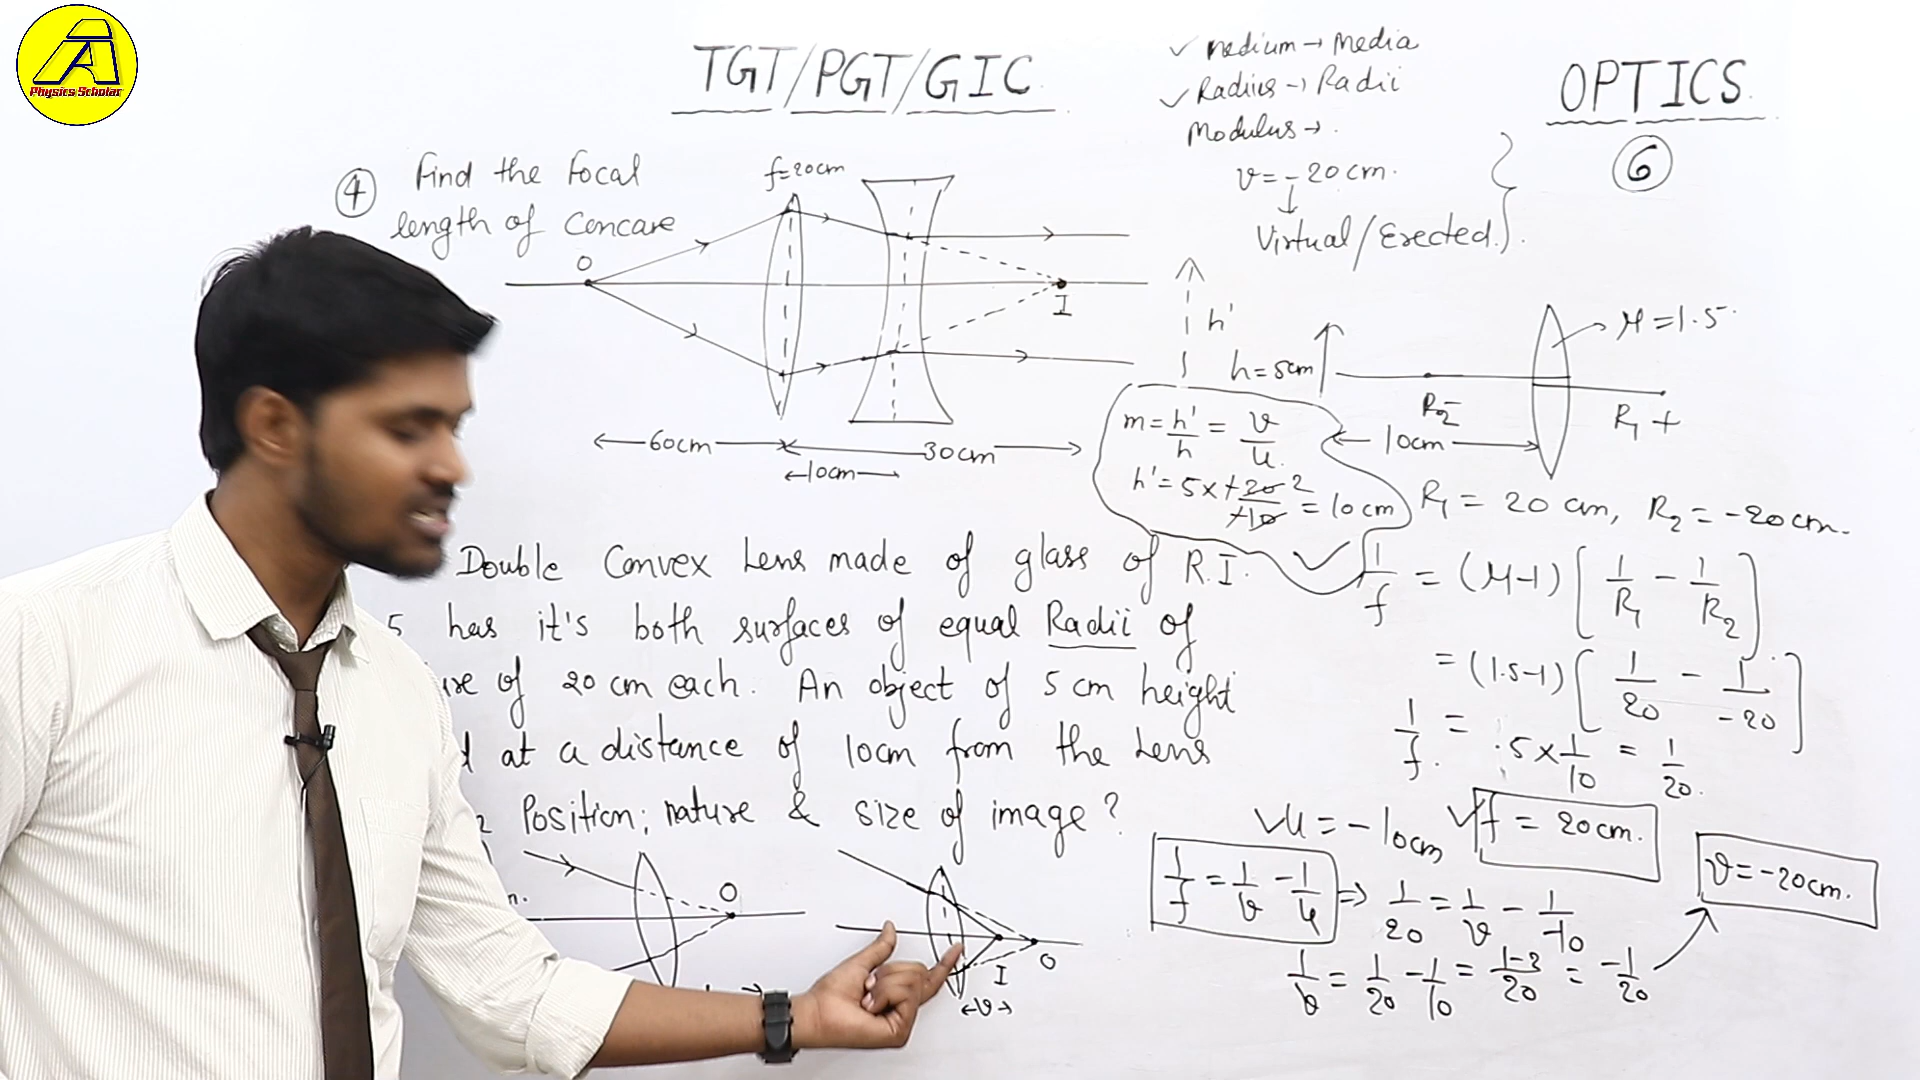 A
Physics Scholar
TGT/PGT/GIC
OPTICS
6
✓ medium → Media
✓ Radius → Radii
Modulus →
v = - 20 cm.
Virtual/Erected.
④ Find the Focal
length of Concave
f=20cm
O
I
60cm
30cm
10cm
h'
h=5cm
μ=1.5
R2-
R1 +
10cm
m = h'/h = v/u
h' = 5 x +20/+10 2 = 10 cm
R1 = 20 cm, R2 = -20 cm.
Double Convex Lens made of glass of R.I.
5 has it's both surfaces of equal Radii of
of 20 cm each. An object of 5 cm height
at a distance of 10cm from the Lens
Position; nature & size of image?
✓ 1/f = (μ-1) [1/R1 - 1/R2]
= (1.5-1) [1/20 - 1/-20]
1/f = .5 x 1/10 = 1/20.
✓u = -10cm ✓f = 20cm.
v = -20cm.
1/f = 1/v - 1/u ⇒ 1/20 = 1/v - 1/-10
1/v = 1/20 - 1/10 = 1-2/20 = -1/20
O
I
O
v